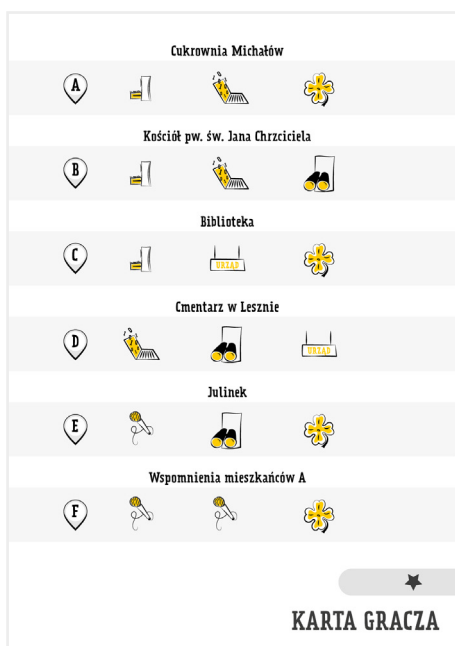 Cukrownia Michałów
A
Kościół pw. św. Jana Chrzciciela
B
Biblioteka
C
URZĄD
Cmentarz w Lesznie
D
URZĄD
Julinek
E
Wspomnienia mieszkańców A
F
KARTA GRACZA